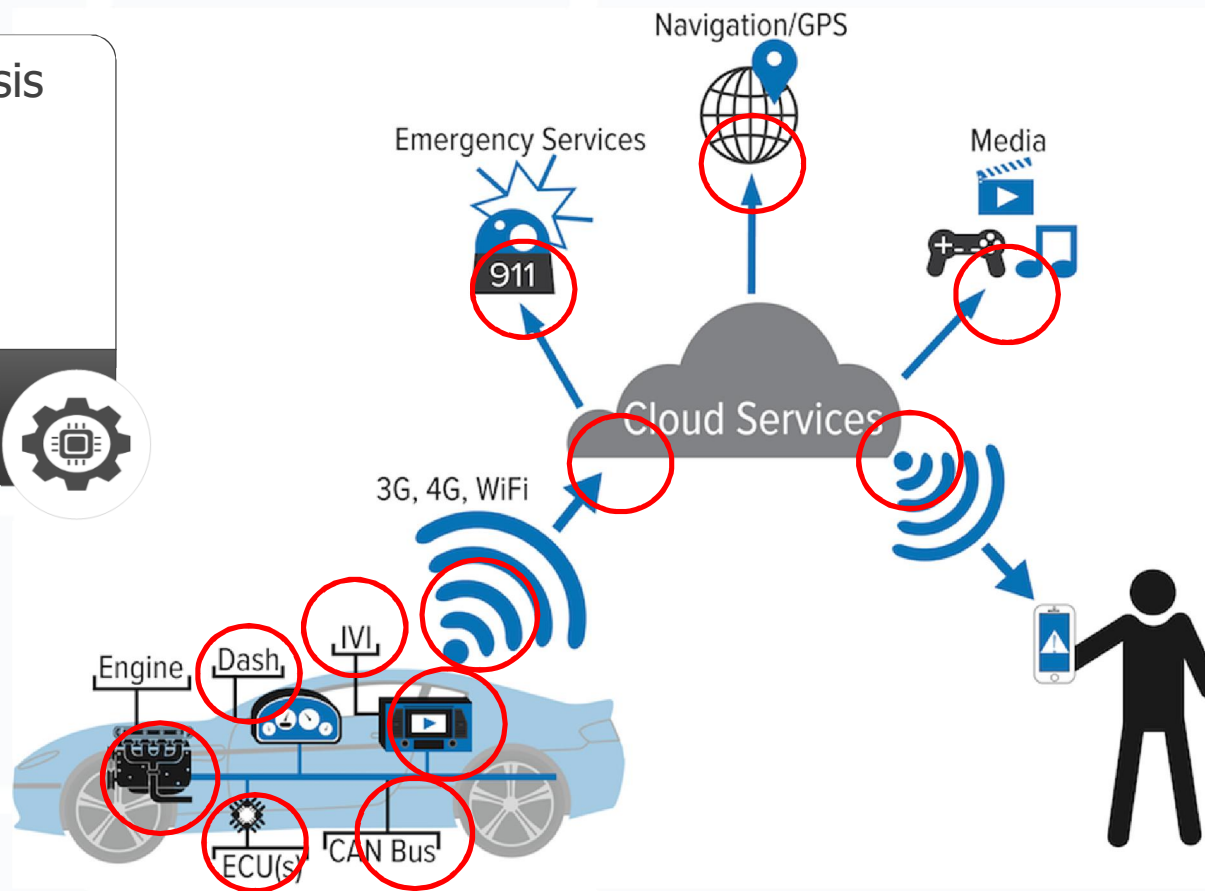 sis
Navigation/GPS
Emergency Services
Media
911
Cloud Services
3G, 4G, WiFi
IVI
Dash
Engine
ECU(s)
CAN Bus